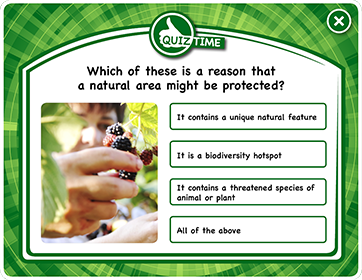 QUIZ TIME
Which of these is a reason that
a natural area might be protected?
It contains a unique natural feature
It is a biodiversity hotspot
It contains a threatened species of
animal or plant
All of the above